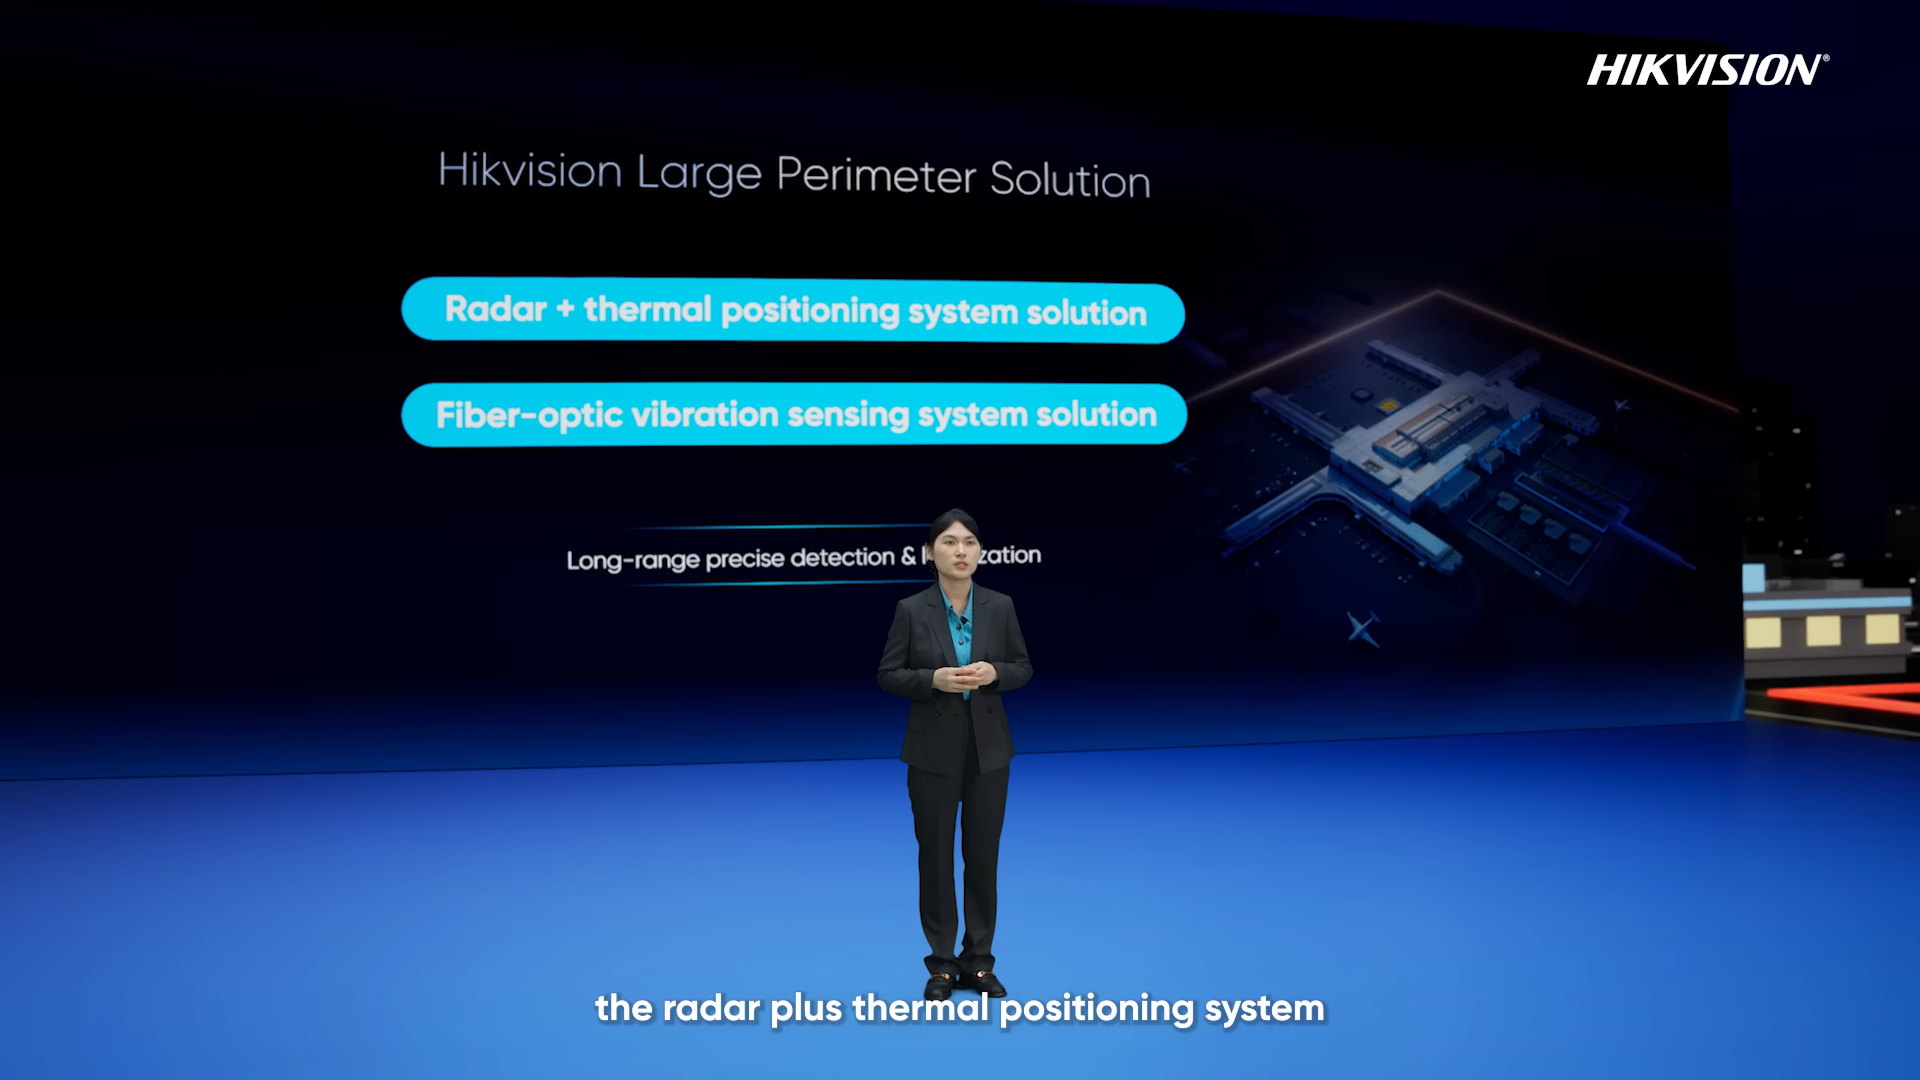 HIKVISION®
Hikvision Large Perimeter Solution
Radar + thermal positioning system solution
Fiber-optic vibration sensing system solution
Long-range precise detection & l zation
the radar plus thermal positioning system